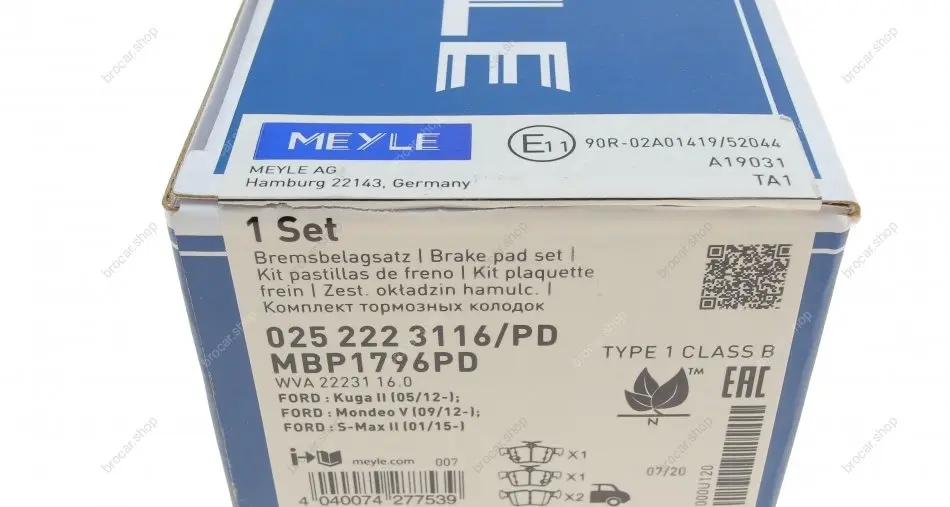 YLE
MEYLE
MEYLE AG
Hamburg 22143, Germany
E11
90R-02A01419/52044
A19031
TA1
1 Set
Bremsbelagsatz | Brake pad set |
Kit pastillas de freno | Kit plaquette
frein | Zest. okładzin hamulc. |
Комплект тормозных колодок
025 222 3116/PD
MBP1796PD
WVA 22231 16.0
FORD : Kuga II (05/12-);
FORD : Mondeo V (09/12-);
FORD : S-Max II (01/15-)
TYPE 1 CLASS B
TM
N
EAC
i
meyle.com
007
4 040074 277539
X1
X1
X2
07/20
000U120
brocar.shop